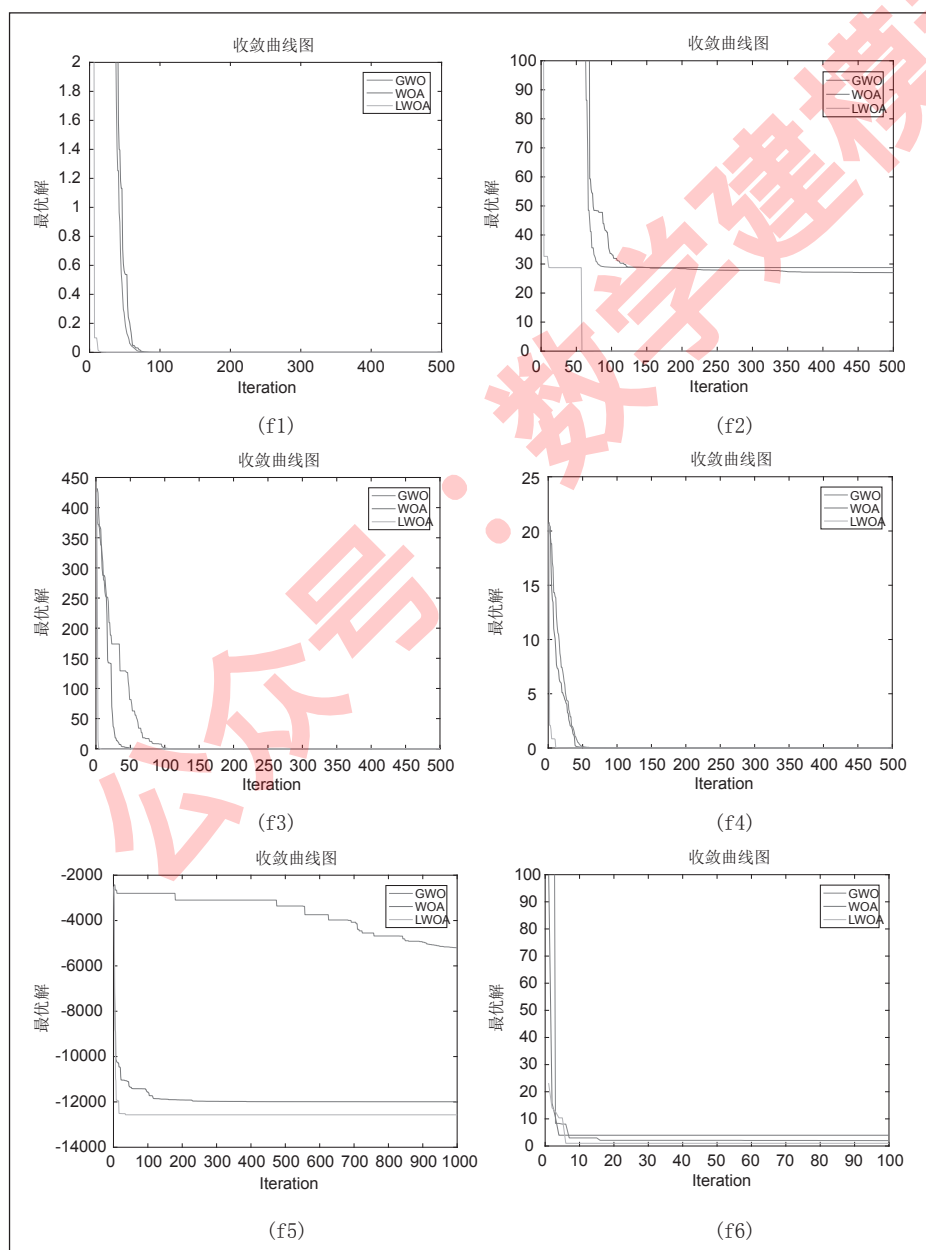 收敛曲线图
2
1.8
1.6
1.4
1.2
1
0.8
0.6
0.4
0.2
0
0 100 200 300 400 500
最优解
Iteration
GWO
WOA
LWOA
(f1)
收敛曲线图
100
90
80
70
60
50
40
30
20
10
0
0 50 100 150 200 250 300 350 400 450 500
最优解
Iteration
GWO
WOA
LWOA
(f2)
收敛曲线图
450
400
350
300
250
200
150
100
50
0
0 50 100 150 200 250 300 350 400 450 500
最优解
Iteration
GWO
WOA
LWOA
(f3)
收敛曲线图
25
20
15
10
5
0
0 50 100 150 200 250 300 350 400 450 500
最优解
Iteration
GWO
WOA
LWOA
(f4)
收敛曲线图
-2000
-4000
-6000
-8000
-10000
-12000
-14000
0 100 200 300 400 500 600 700 800 900 1000
最优解
Iteration
GWO
WOA
LWOA
(f5)
收敛曲线图
100
90
80
70
60
50
40
30
20
10
0
0 10 20 30 40 50 60 70 80 90 100
最优解
Iteration
GWO
WOA
LWOA
(f6)
公众号：数学建模